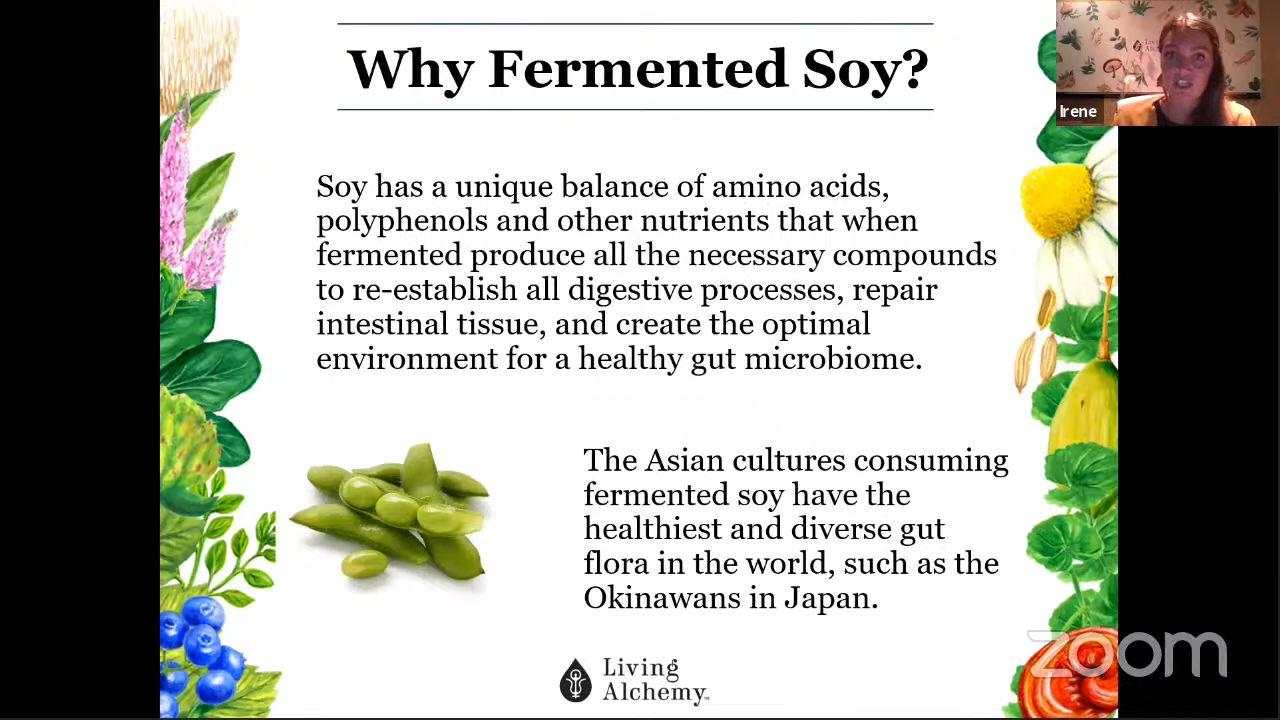 Why Fermented Soy?
Irene
Soy has a unique balance of amino acids,
polyphenols and other nutrients that when
fermented produce all the necessary compounds
to re-establish all digestive processes, repair
intestinal tissue, and create the optimal
environment for a healthy gut microbiome.
The Asian cultures consuming
fermented soy have the
healthiest and diverse gut
flora in the world, such as the
Okinawans in Japan.
Living
Alchemy™
zoom